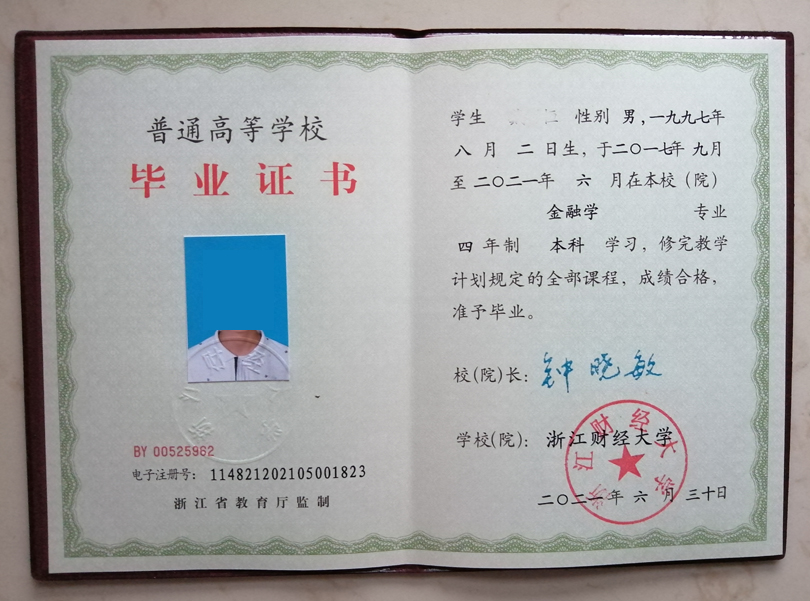 普通高等学校
毕业证书
BY 00525962
电子注册号: 114821202105001823
浙江省教育厅监制
学生 性别 男,一九九七年
八 月 二 日生,于二〇一七年 九月
至 二〇二一年 六 月在本校(院)
金融学 专业
四 年制 本科 学习,修完教学
计划规定的全部课程,成绩合格,
准予毕业。
校(院)长: 钟晓敏
学校(院): 浙江财经大学
浙江财经大学
二〇二一年 六 月 三十日